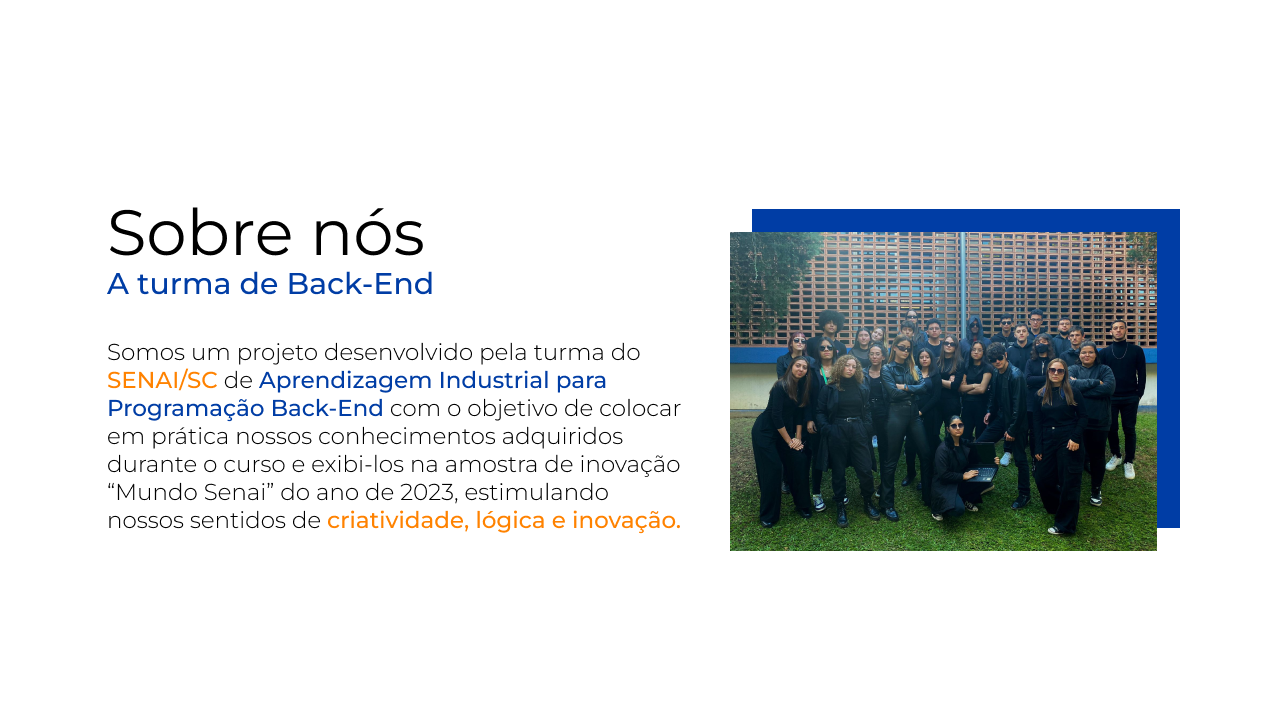 Sobre nós
A turma de Back-End
Somos um projeto desenvolvido pela turma do
SENAI/SC de Aprendizagem Industrial para
Programação Back-End com o objetivo de colocar
em prática nossos conhecimentos adquiridos
durante o curso e exibi-los na amostra de inovação
“Mundo Senai” do ano de 2023, estimulando
nossos sentidos de criatividade, lógica e inovação.